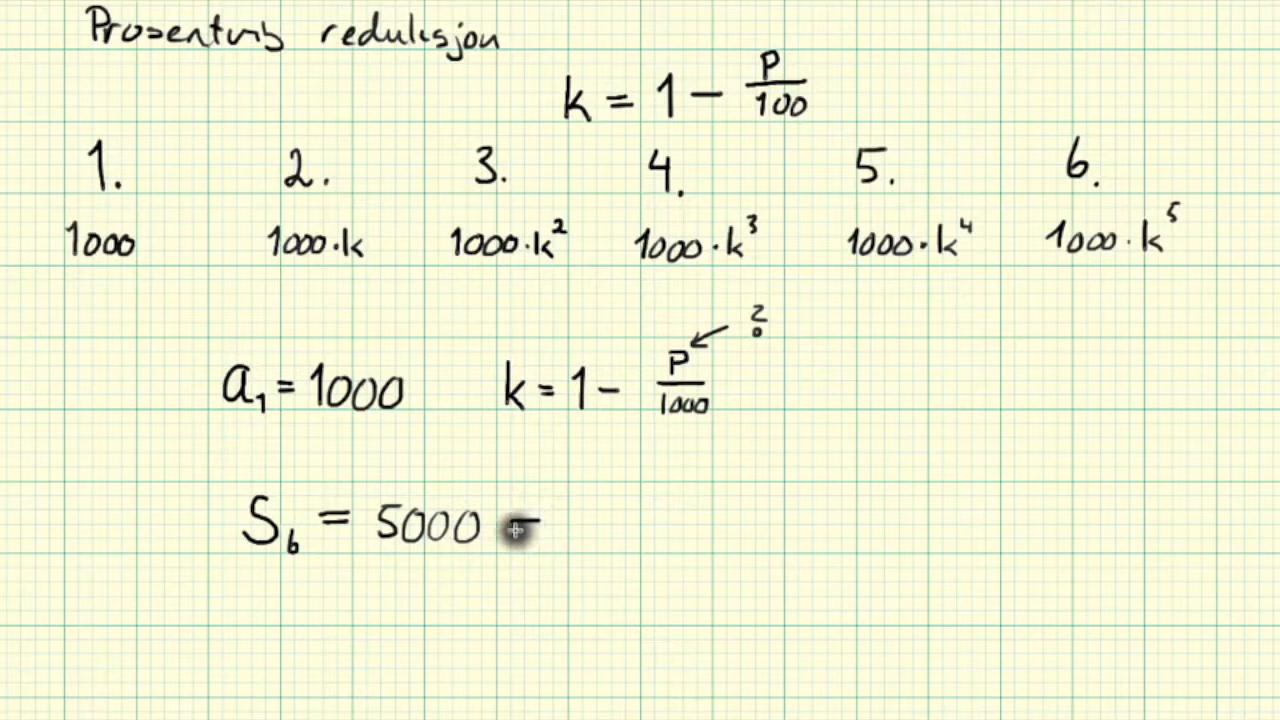 Prosentvis reduksjon
k = 1 - P/100
1. 2. 3. 4. 5. 6.
1000 1000·k 1000·k² 1000·k³ 1000·k⁴ 1000·k⁵
?
a₁ = 1000 k = 1 - P/1000
S₆ = 5000 =